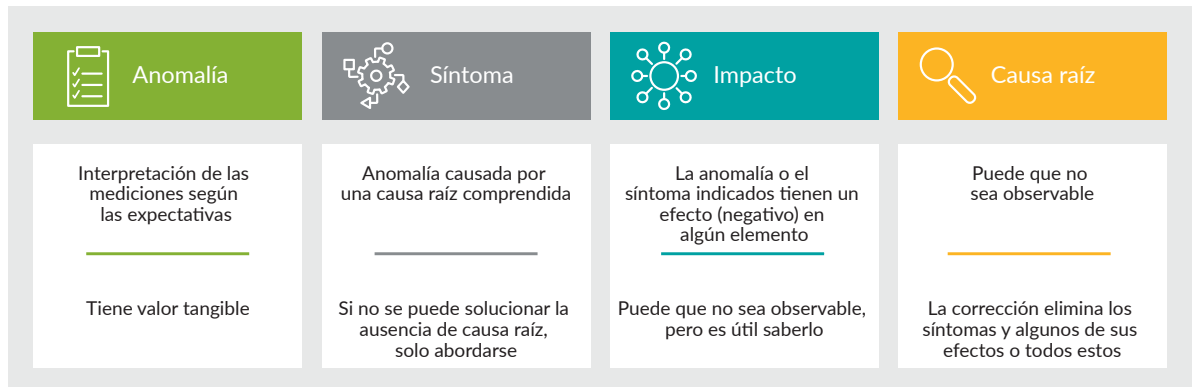 Anomalía
Síntoma
Impacto
Causa raíz
Interpretación de las
mediciones según
las expectativas
Tiene valor tangible
Anomalía causada por
una causa raíz comprendida
Si no se puede solucionar la
ausencia de causa raíz,
solo abordarse
La anomalía o el
síntoma indicados tienen un
efecto (negativo) en
algún elemento
Puede que no sea observable,
pero es útil saberlo
Puede que no
sea observable
La corrección elimina los
síntomas y algunos de sus
efectos o todos estos